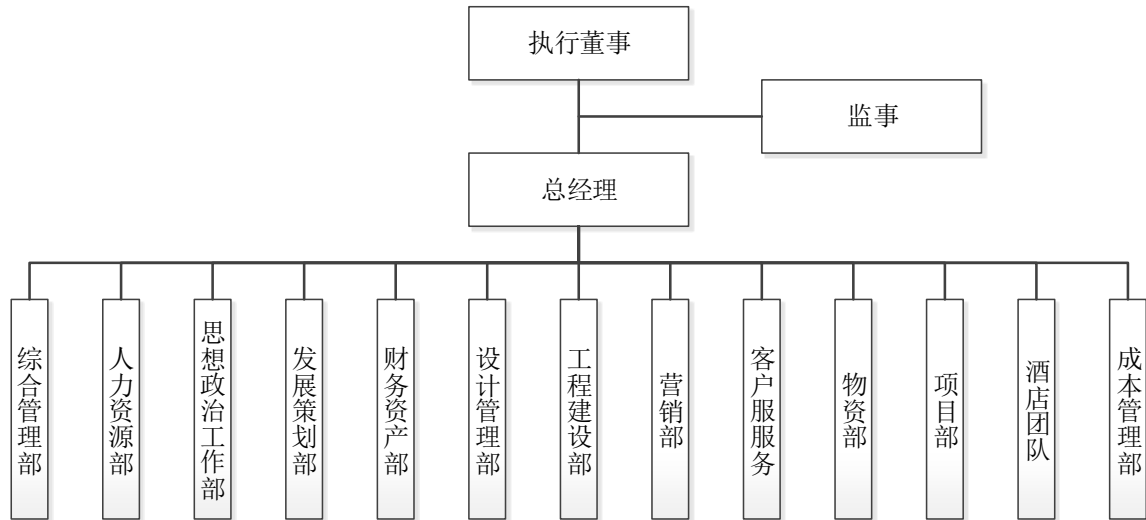 执行董事
监事
总经理
综合管理部
人力资源部
思想政治工作部
发展策划部
财务资产部
设计管理部
工程建设部
营销部
客户服服务
物资部
项目部
酒店团队
成本管理部